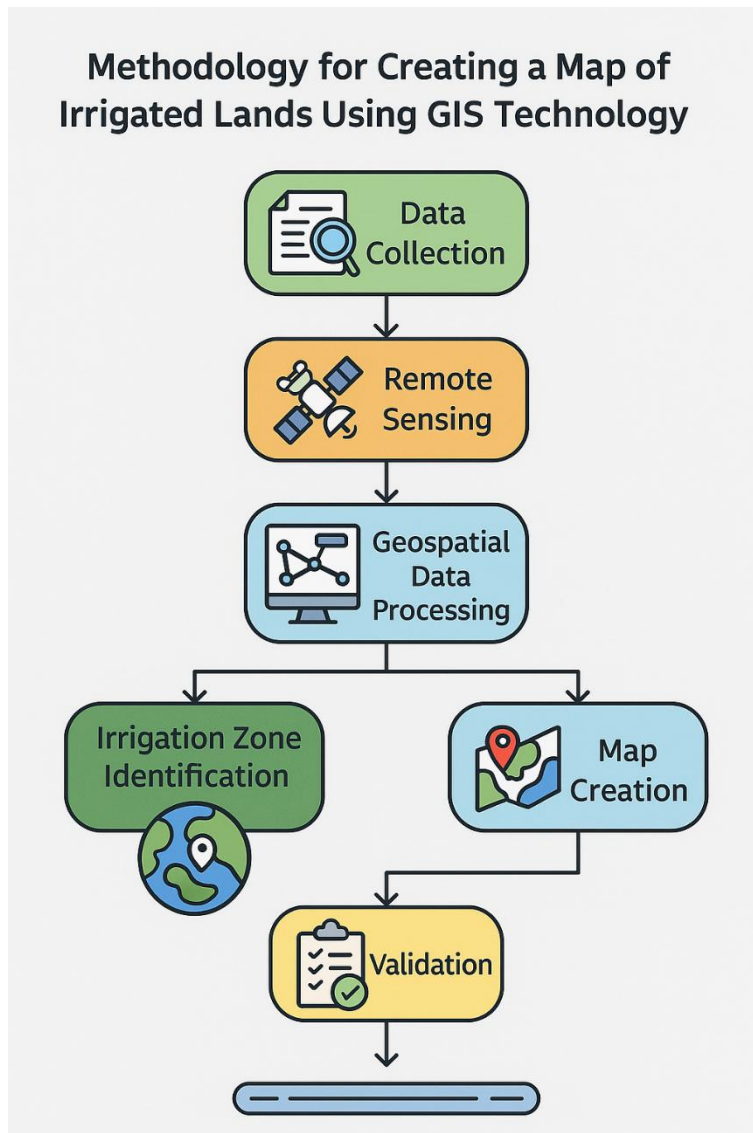 Methodology for Creating a Map of
Irrigated Lands Using GIS Technology
Data
Collection
Remote
Sensing
Geospatial
Data
Processing
Irrigation Zone
Identification
Map
Creation
Validation